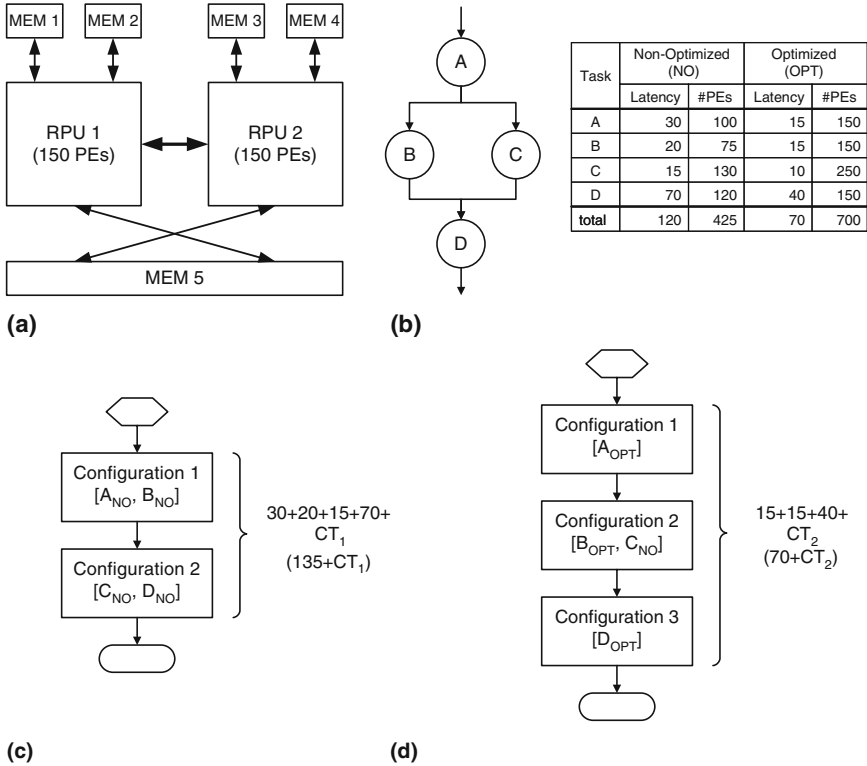 MEM 1
MEM 2
MEM 3
MEM 4
RPU 1
(150 PEs)
RPU 2
(150 PEs)
MEM 5
(a)
A
B
C
D
Task
Non-Optimized
(NO)
Optimized
(OPT)
Latency #PEs Latency #PEs
A 30 100 15 150
B 20 75 15 150
C 15 130 10 250
D 70 120 40 150
total 120 425 70 700
(b)
Configuration 1
[A_NO, B_NO]
Configuration 2
[C_NO, D_NO]
30+20+15+70+
CT_1
(135+CT_1)
(c)
Configuration 1
[A_OPT]
Configuration 2
[B_OPT, C_NO]
Configuration 3
[D_OPT]
15+15+40+
CT_2
(70+CT_2)
(d)